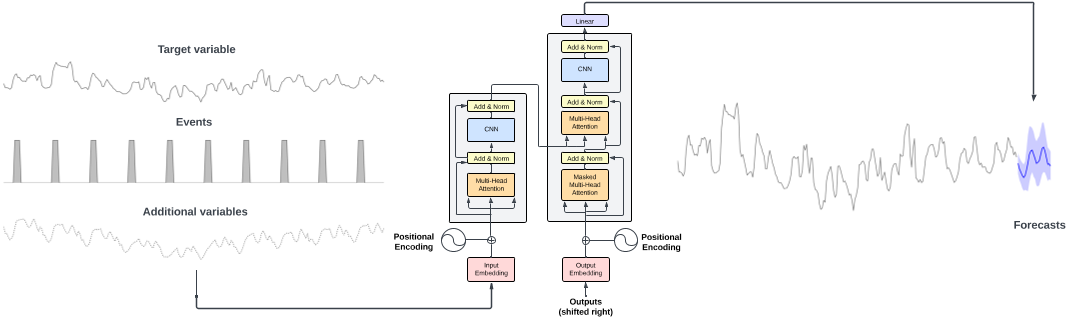 Target variable
Events
Additional variables
Add & Norm
CNN
Add & Norm
Multi-Head
Attention
Positional
Encoding
Input
Embedding
Linear
Add & Norm
CNN
Add & Norm
Multi-Head
Attention
Add & Norm
Masked
Multi-Head
Attention
Positional
Encoding
Output
Embedding
Outputs
(shifted right)
Forecasts